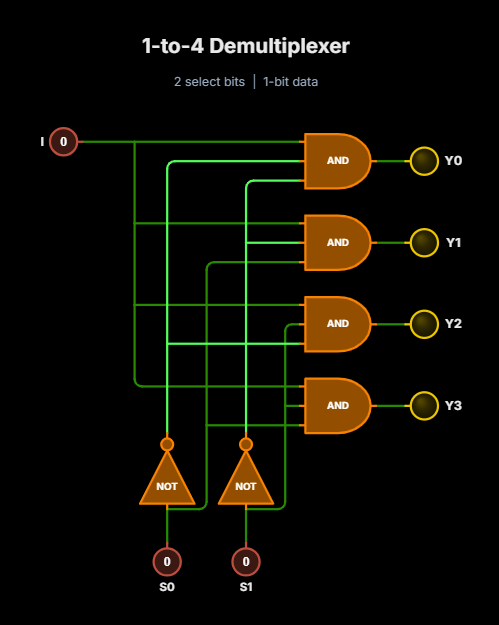 1-to-4 Demultiplexer
2 select bits | 1-bit data
I 0
AND Y0
AND Y1
AND Y2
AND Y3
NOT NOT
0 0
S0 S1